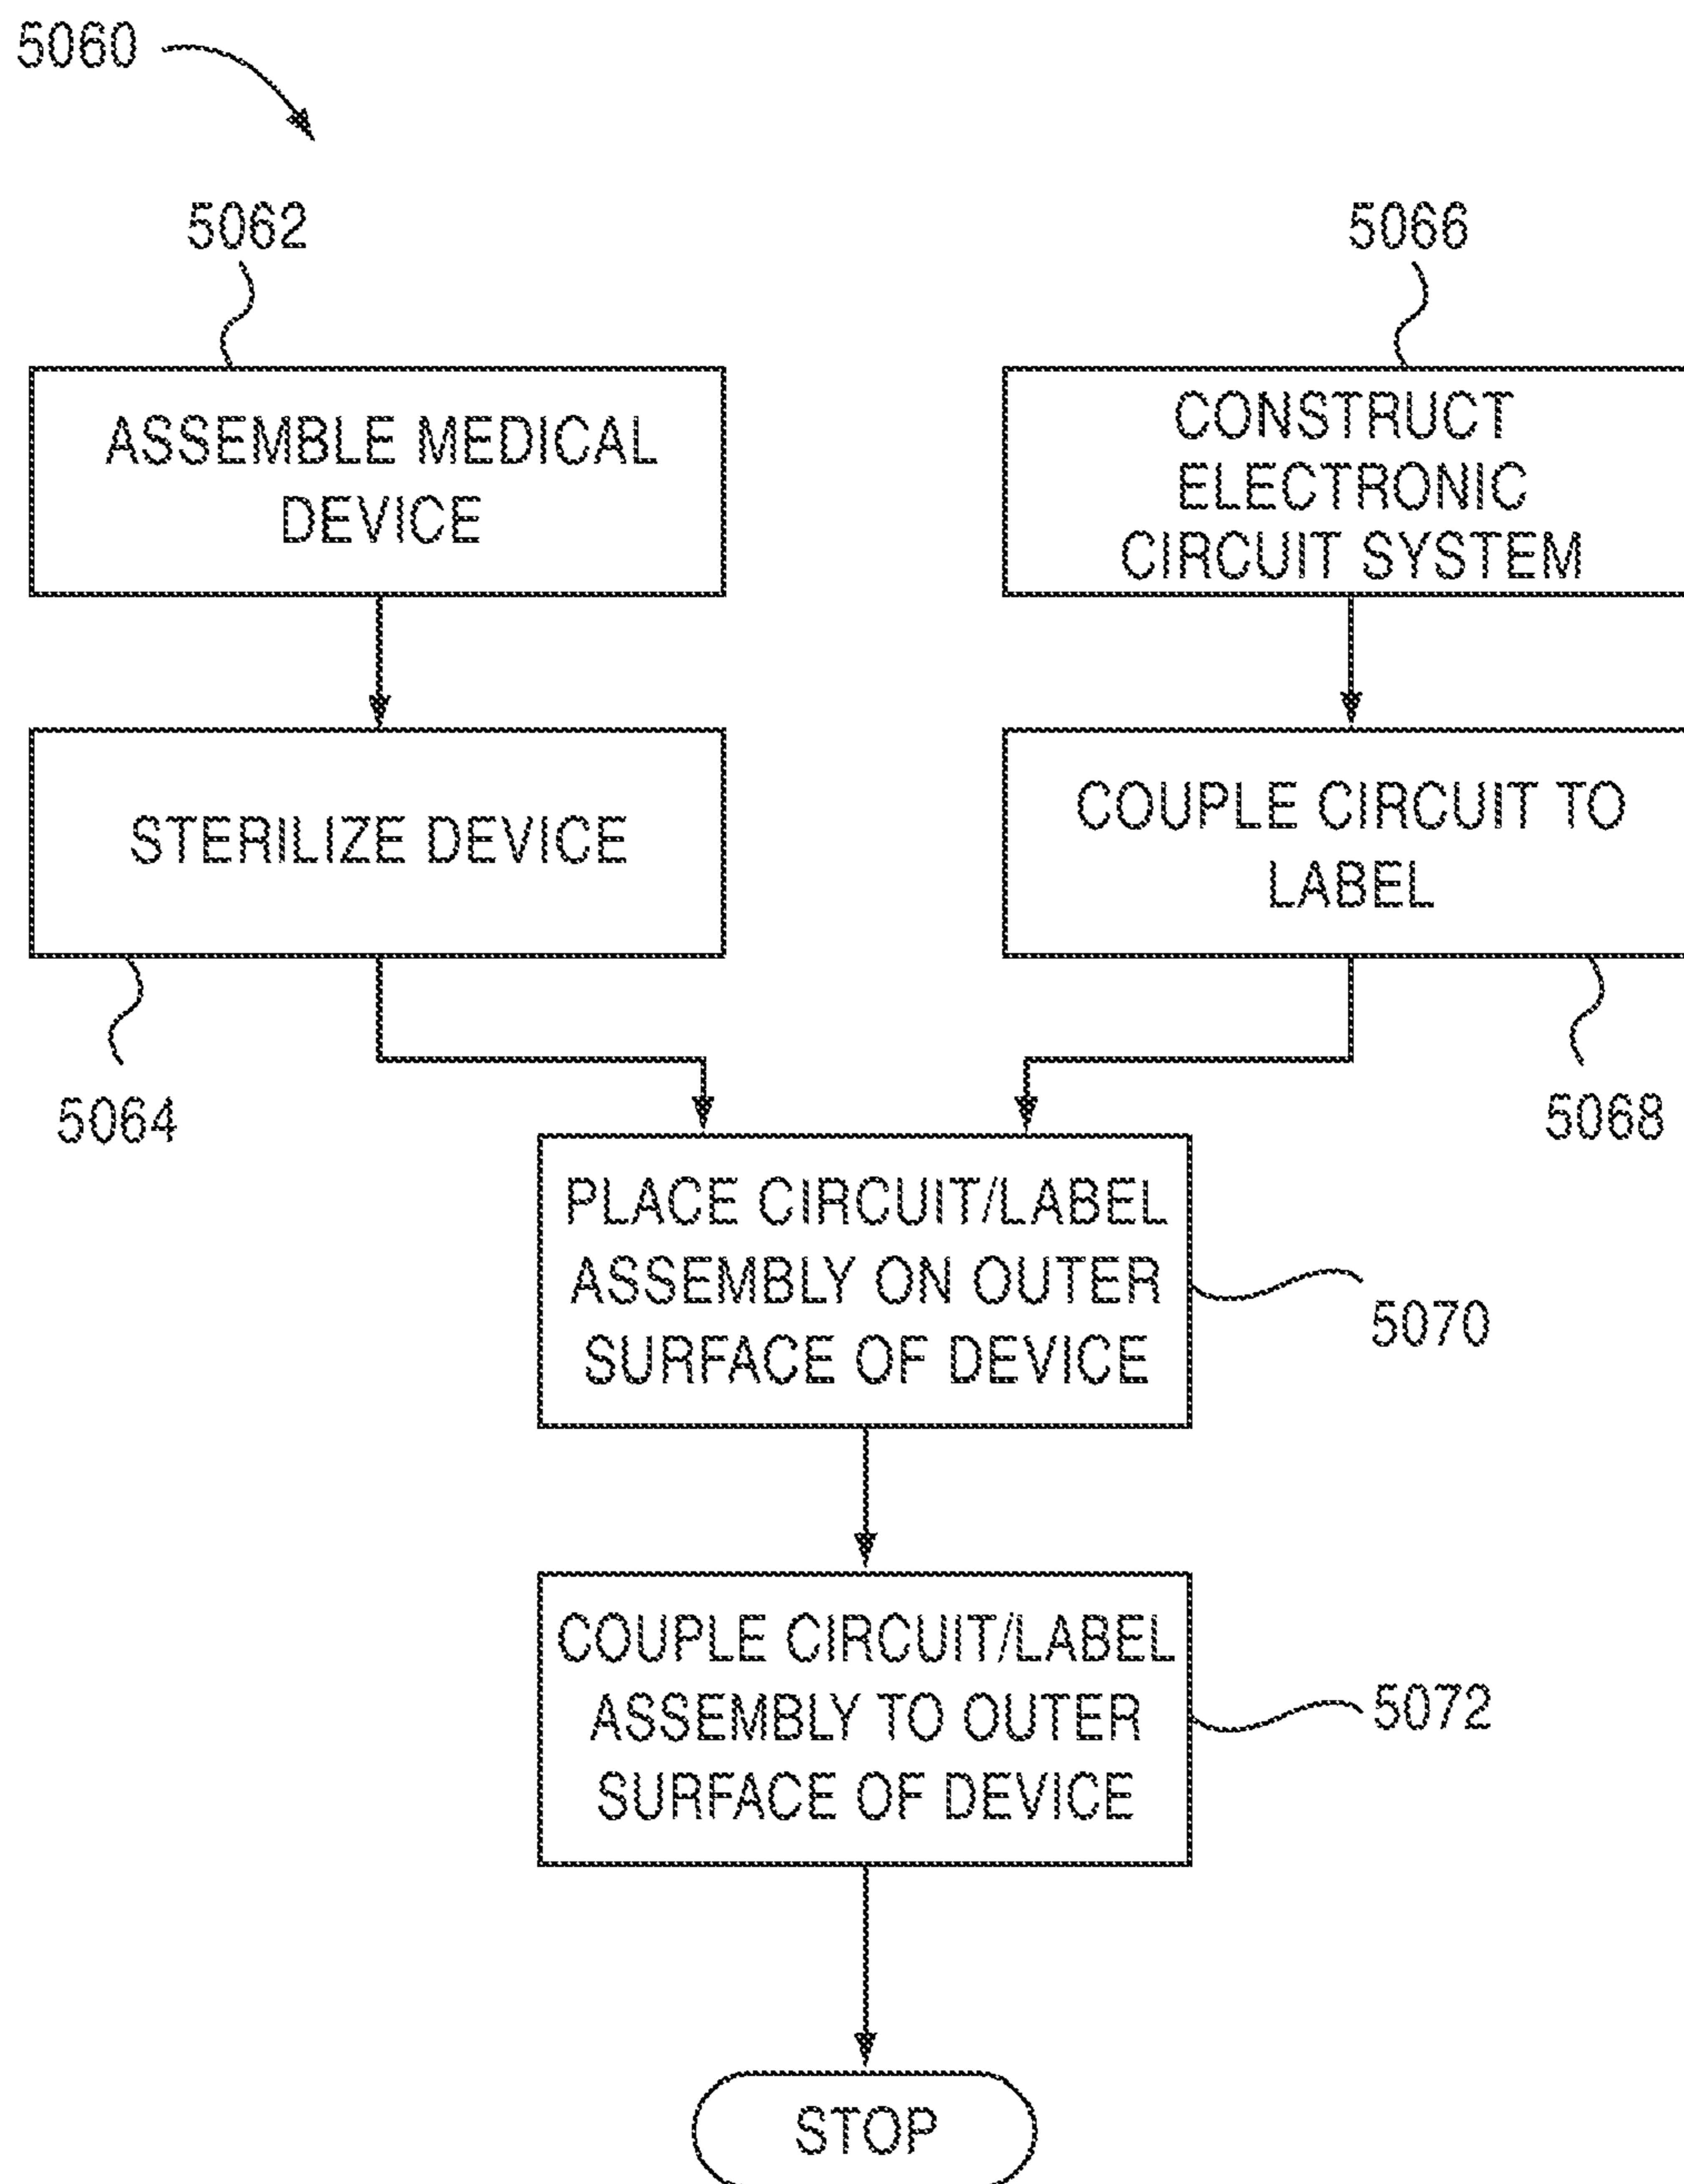 5060
5062
5066
ASSEMBLE MEDICAL
DEVICE
CONSTRUCT
ELECTRONIC
CIRCUIT SYSTEM
STERILIZE DEVICE
COUPLE CIRCUIT TO
LABEL
5064
5068
PLACE CIRCUIT/LABEL
ASSEMBLY ON OUTER
SURFACE OF DEVICE
5070
COUPLE CIRCUIT/LABEL
ASSEMBLY TO OUTER
SURFACE OF DEVICE
5072
STOP